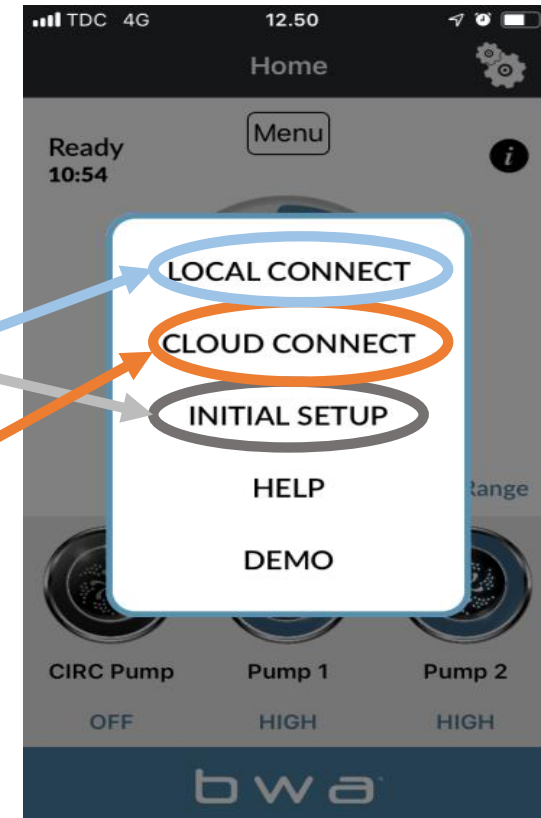 TDC 4G 12.50
Home
Menu
Ready
10:54
i
LOCAL CONNECT
CLOUD CONNECT
INITIAL SETUP
HELP
Range
DEMO
CIRC Pump Pump 1 Pump 2
OFF HIGH HIGH
bwa